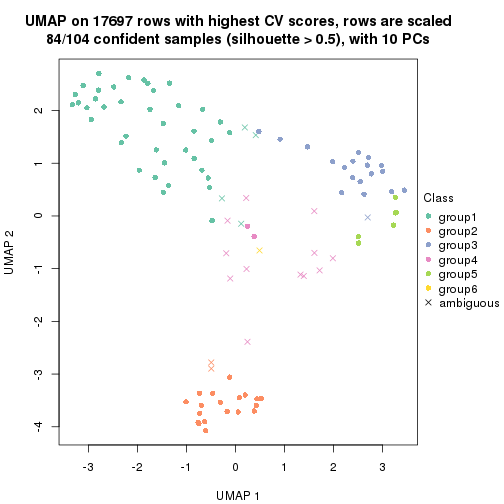 UMAP on 17697 rows with highest CV scores, rows are scaled
84/104 confident samples (silhouette > 0.5), with 10 PCs
UMAP 2
2
1
0
-1
-2
-3
-4
-3
-2
-1
0
1
2
3
UMAP 1
Class
group1
group2
group3
group4
group5
group6
ambiguous